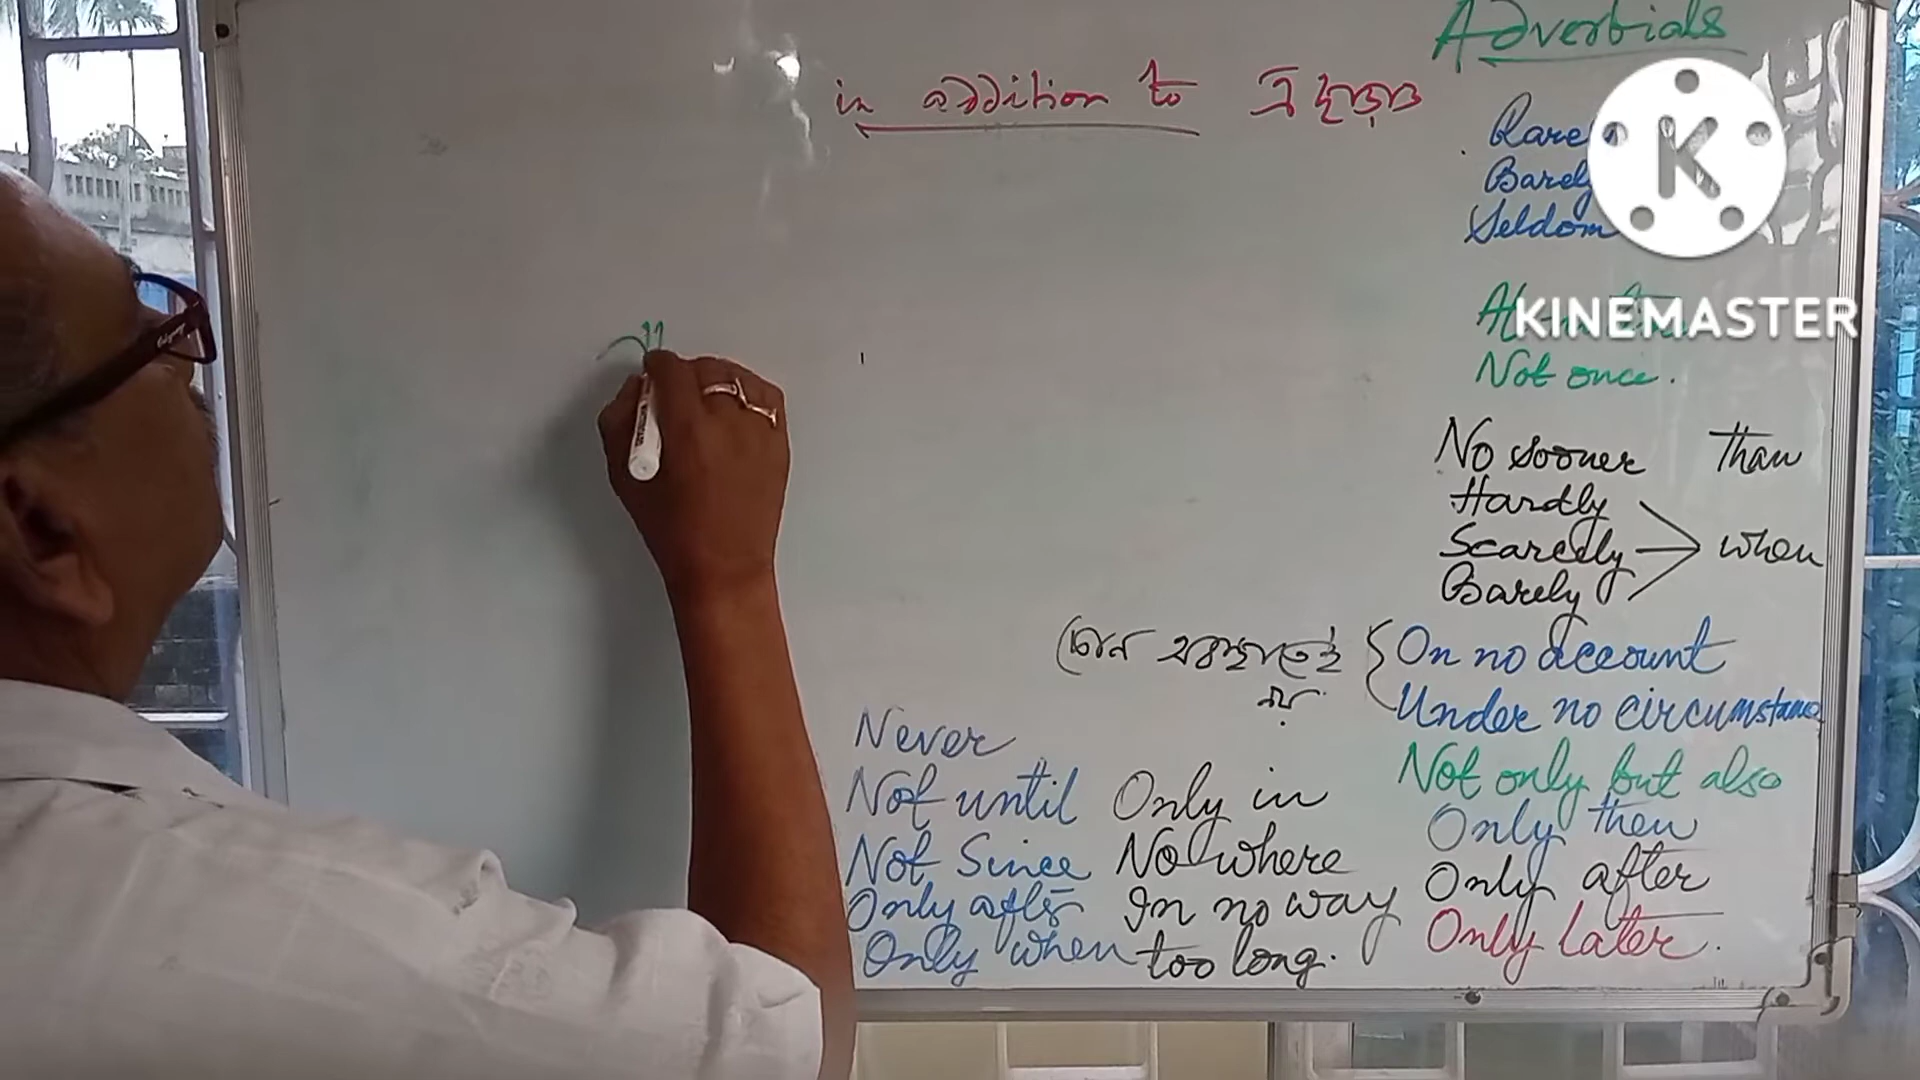 Adverbials
in addition to এ ছাড়াও
Barely
Seldom
KINEMASTER
Not once.
No sooner than
Hardly
Scarcely when
Barely
কোন অবস্থাতেই On no account
নয় Under no circumstance
Never
Not until Only in Not only but also
Only then
Not Since No where
Only after
Only after In no way
Only later.
Only when too long.